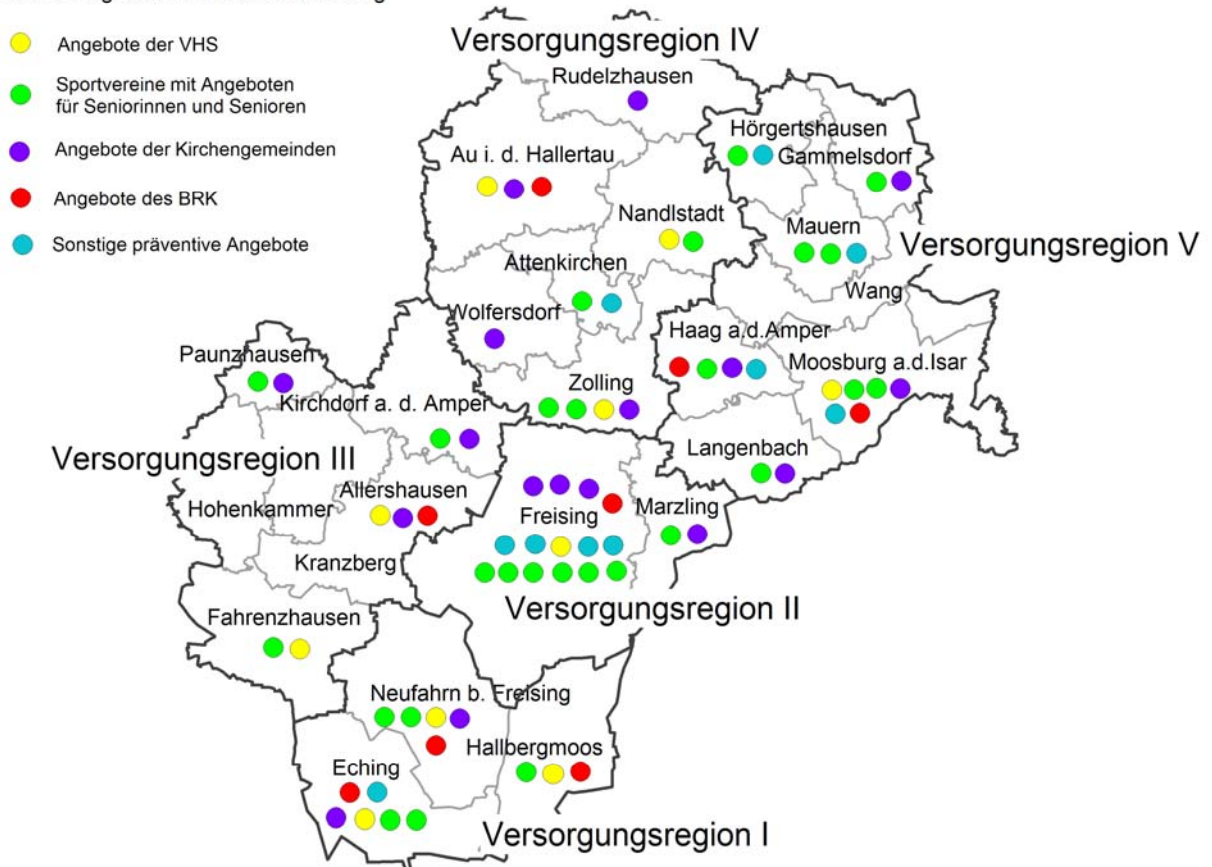 Angebote der VHS
Sportvereine mit Angeboten
für Seniorinnen und Senioren
Angebote der Kirchengemeinden
Angebote des BRK
Sonstige präventive Angebote
Versorgungsregion IV
Rudelzhausen
Hörgertshausen
Au i. d. Hallertau
Gammelsdorf
Nandlstadt
Mauern
Versorgungsregion V
Attenkirchen
Wang
Wolfersdorf
Haag a.d.Amper
Paunzhausen
Moosburg a.d.Isar
Zolling
Kirchdorf a. d. Amper
Langenbach
Versorgungsregion III
Allershausen
Hohenkammer
Freising
Marzling
Kranzberg
Versorgungsregion II
Fahrenzhausen
Neufahrn b. Freising
Hallbergmoos
Eching
Versorgungsregion I